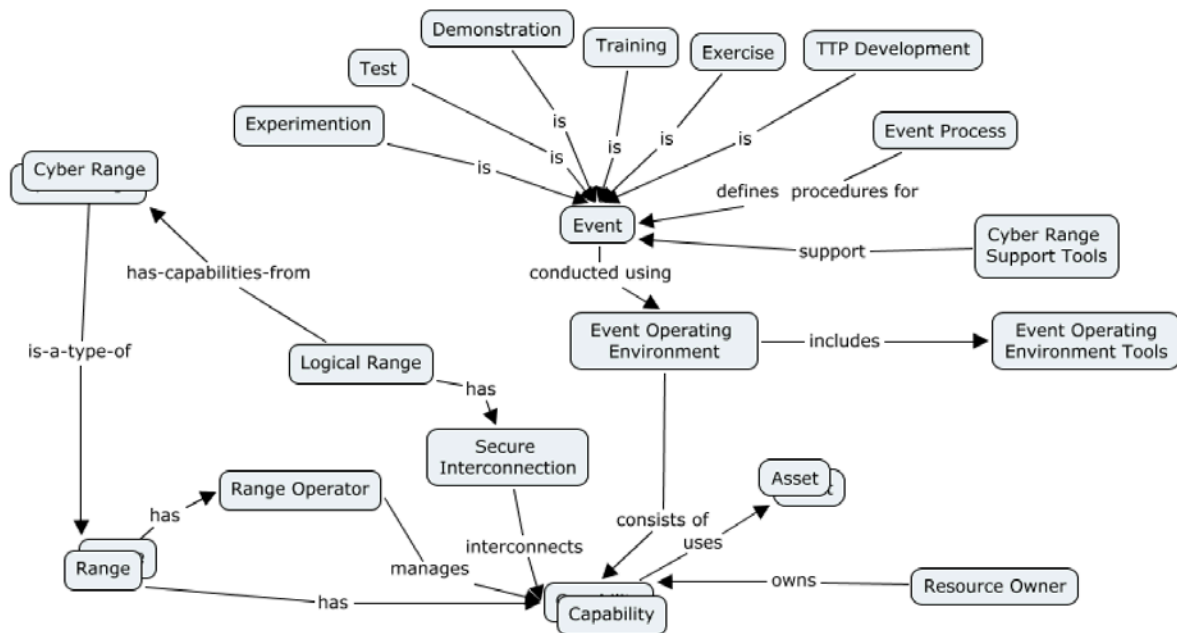 Demonstration
Training
Exercise
TTP Development
Test
Experimention
Event Process
is
is
is
is
is
is
Cyber Range
defines procedures for
Event
Cyber Range
Support Tools
support
has-capabilities-from
conducted using
Event Operating
Environment
includes
Event Operating
Environment Tools
is-a-type-of
Logical Range
has
Secure
Interconnection
Asset
Range Operator
has
consists of
uses
interconnects
manages
Range
has
Capability
owns
Resource Owner